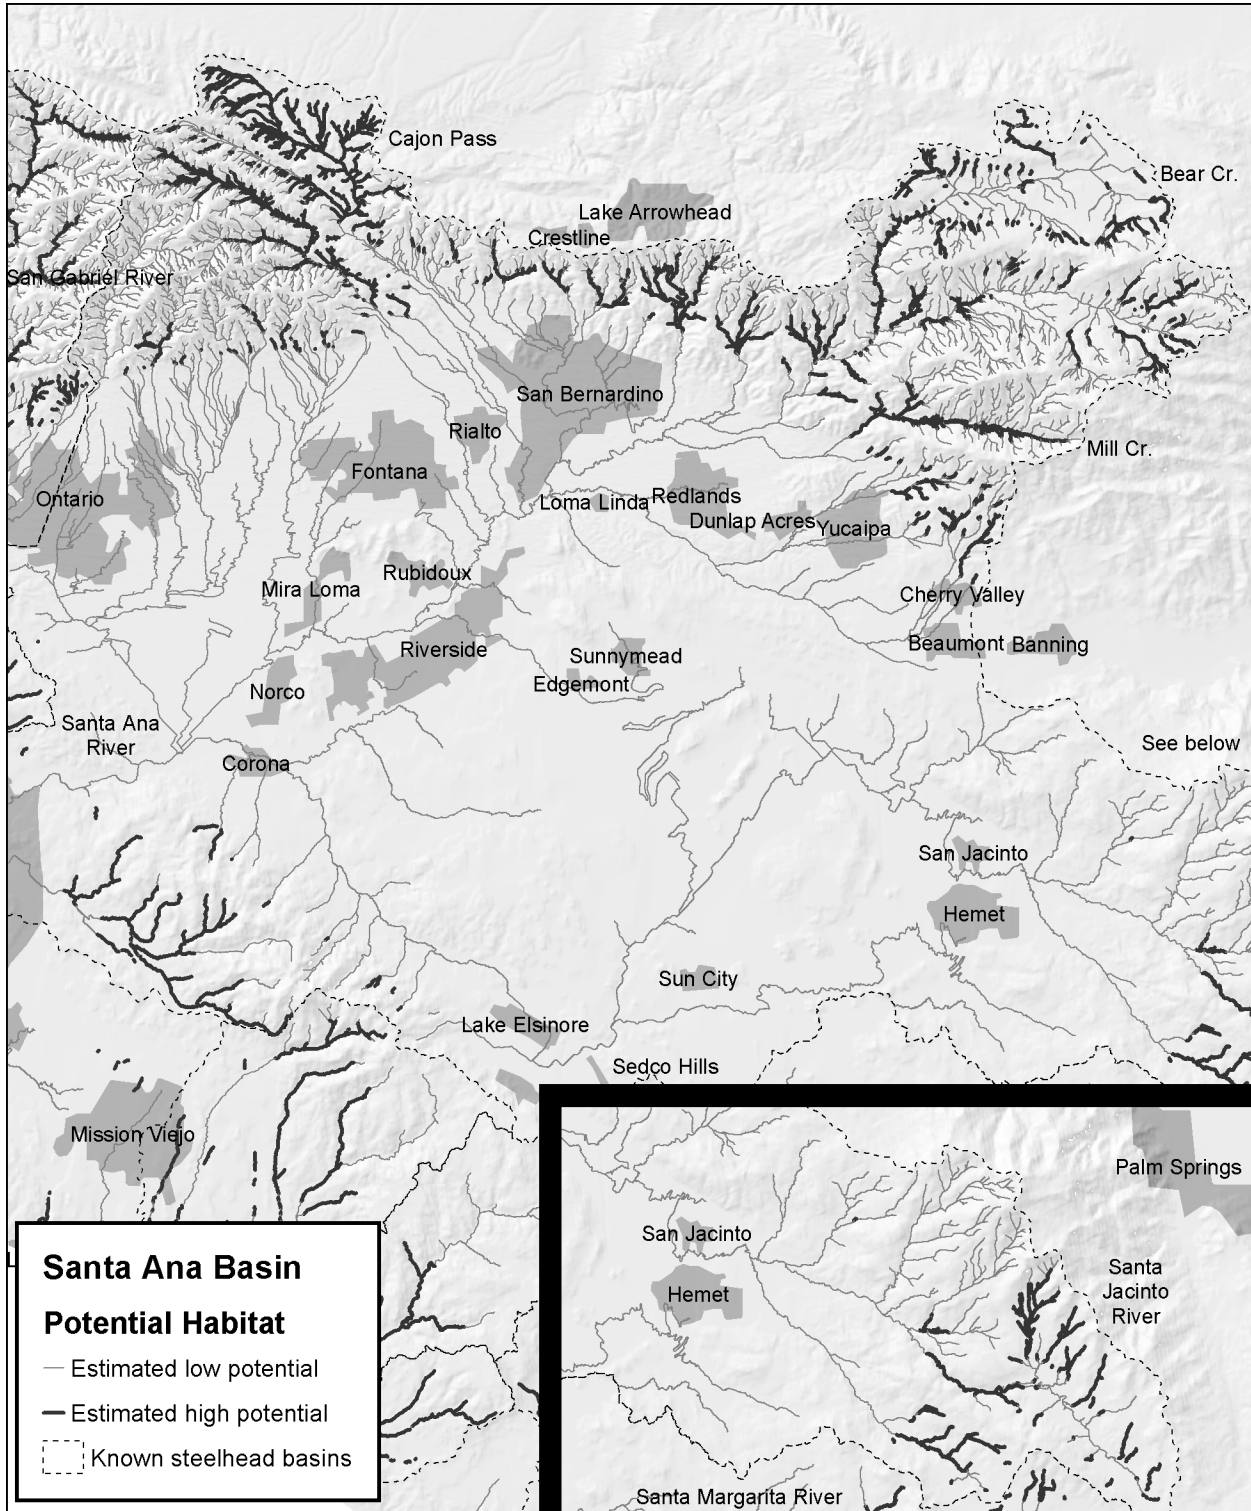 Cajon Pass
Bear Cr.
Lake Arrowhead
Crestline
San Gabriel River
San Bernardino
Rialto
Fontana
Mill Cr.
Ontario
Loma Linda
Redlands
Dunlap Acres
Yucaipa
Rubidoux
Mira Loma
Cherry Valley
Riverside
Sunnymead
Beaumont
Banning
Edgemont
Norco
Santa Ana
River
See below
Corona
San Jacinto
Hemet
Sun City
Lake Elsinore
Sedco Hills
Mission Viejo
Palm Springs
San Jacinto
Hemet
Santa
Jacinto
River
Santa Margarita River
Santa Ana Basin
Potential Habitat
Estimated low potential
Estimated high potential
Known steelhead basins